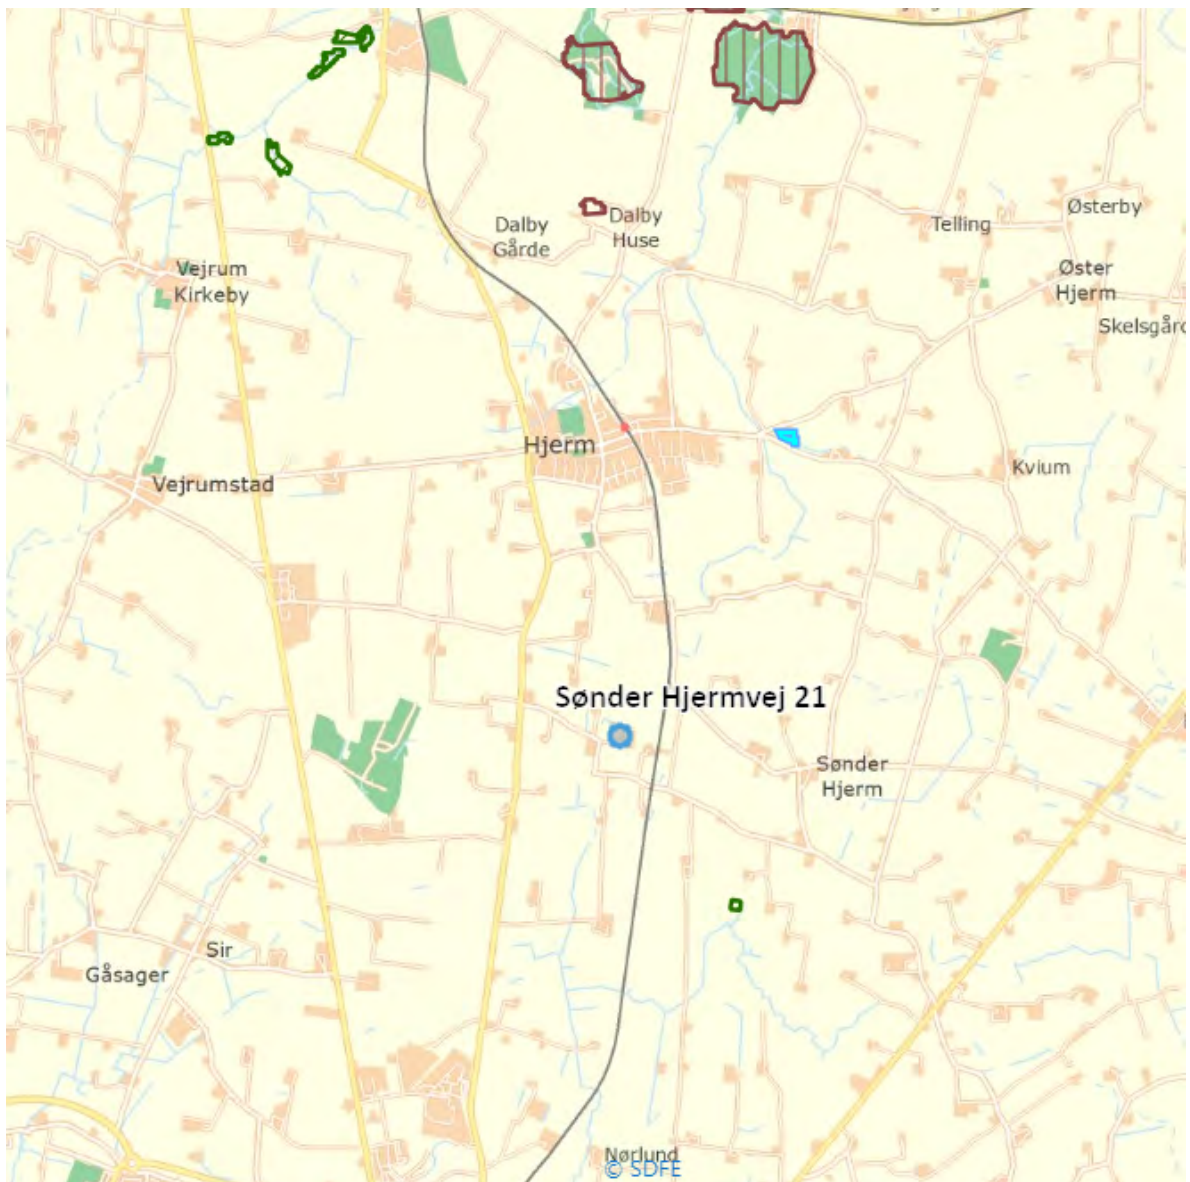 Østerby
Dalby
Gårde
Dalby
Huse
Telling
Vejrum
Kirkeby
Øster
Hjerm
Skelsgårc
Hjerm
Kvium
Vejrumstad
Sønder Hjermvej 21
Sønder
Hjerm
Sir
Gåsager
Nørlund
© SDFE